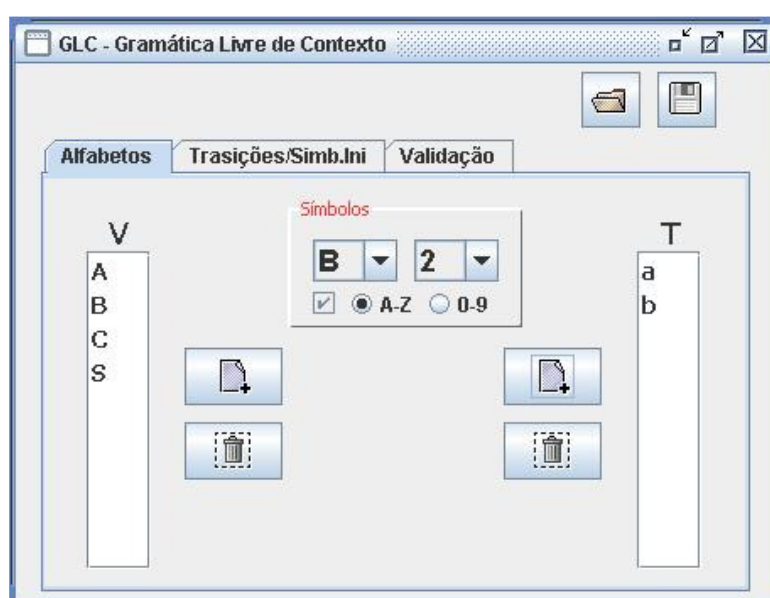 GLC - Gramática Livre de Contexto
Alfabetos Trasições/Simb.Ini Validação
Símbolos
V T
B 2
A-Z 0-9
A a
B b
C
S